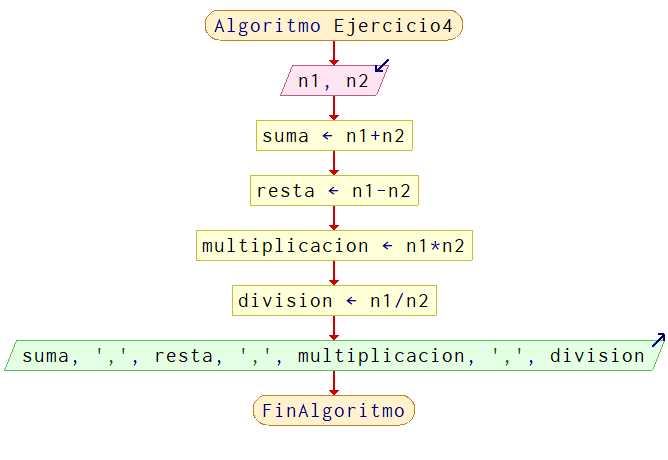 Algoritmo Ejercicio4
n1, n2
suma ← n1+n2
resta ← n1-n2
multiplicacion ← n1*n2
division ← n1/n2
suma, ',', resta, ',', multiplicacion, ',', division
FinAlgoritmo